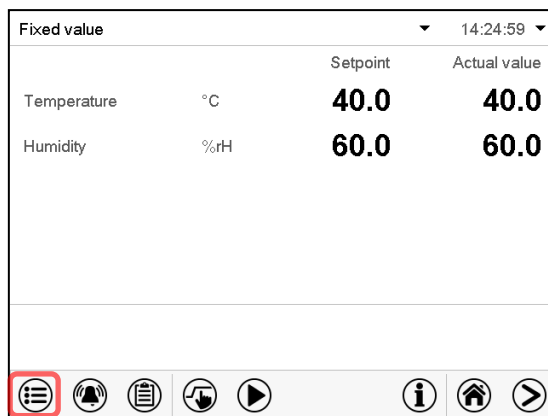 Fixed value 14:24:59
Setpoint Actual value
Temperature °C 40.0 40.0
Humidity %rH 60.0 60.0